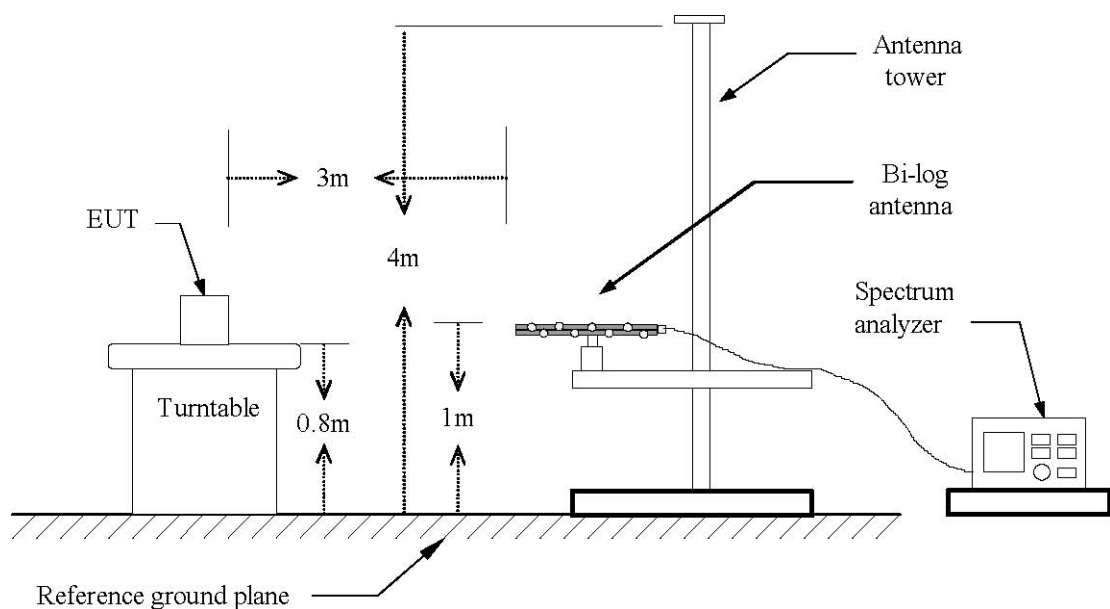 Antenna
tower
3m
Bi-log
antenna
EUT
4m
Spectrum
analyzer
Turntable
0.8m
1m
Reference ground plane